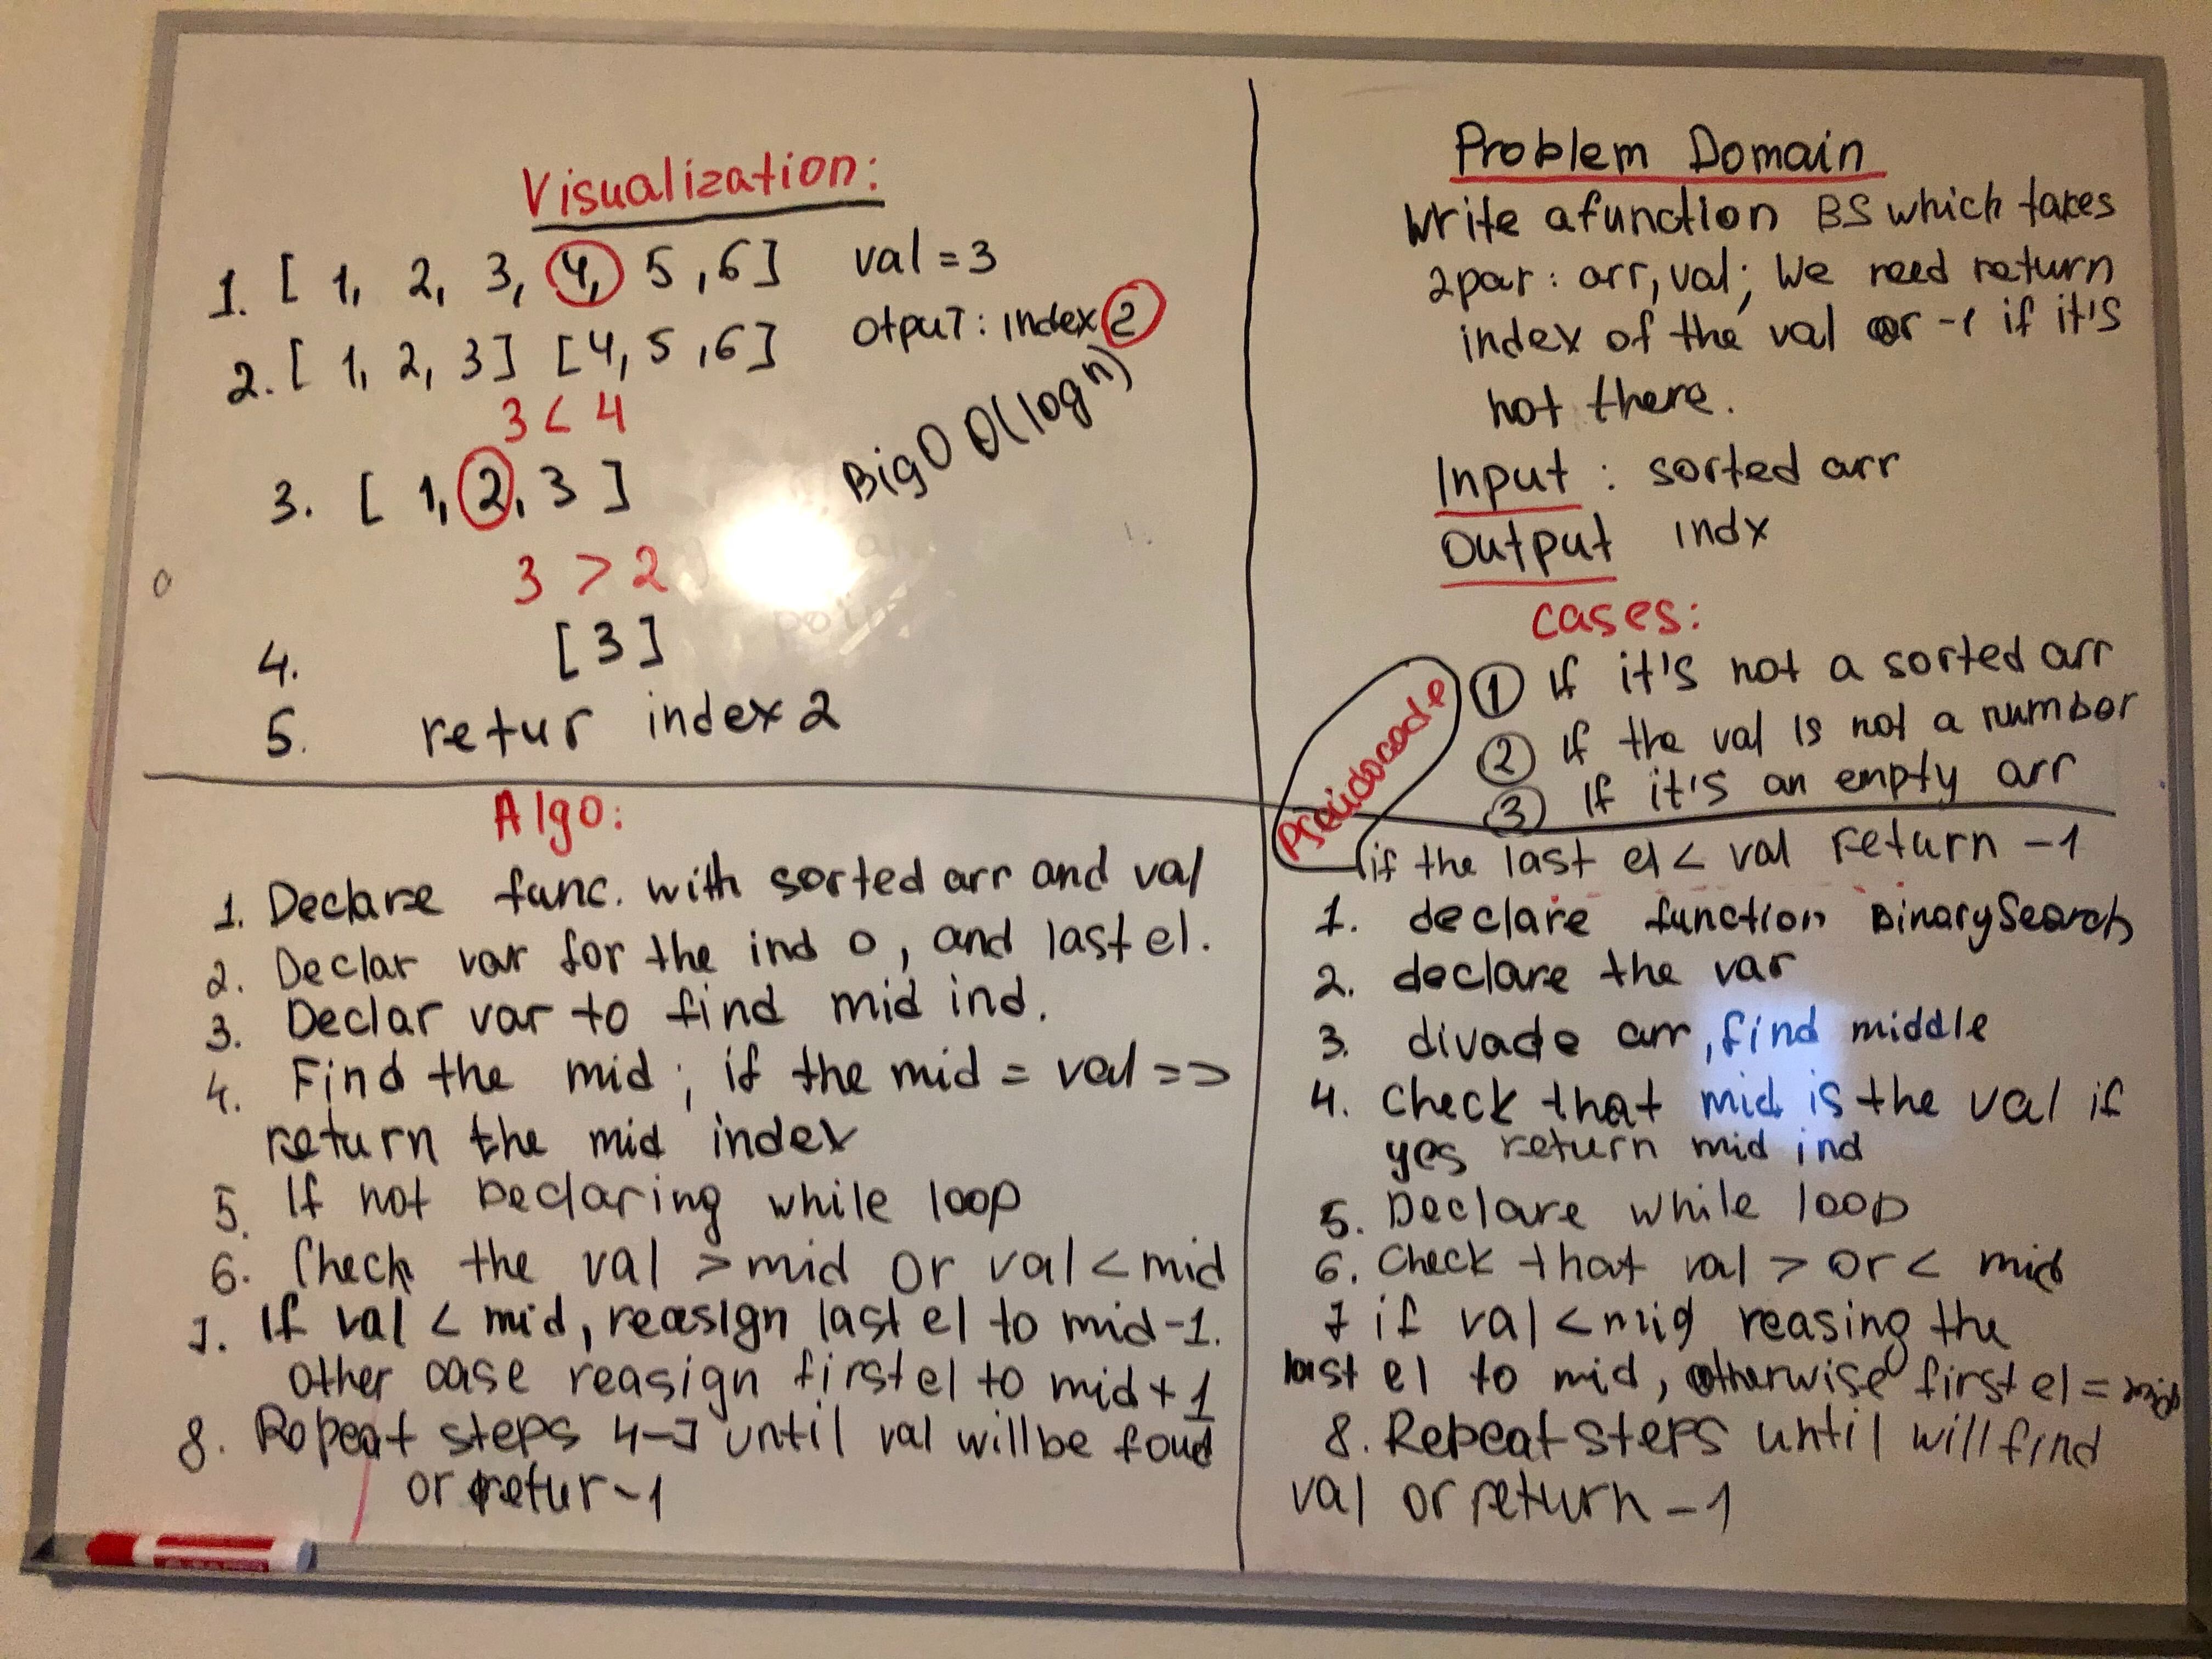 Visualization:
1. [ 1, 2, 3, 4, 5, 6] val = 3
2. [ 1, 2, 3] [4, 5, 6] Otput: index 2
3 < 4
Big O O(log n)
3. [ 1, 2, 3 ]
3 > 2
4. [3]
5. retur index 2
Problem Domain
Write a function BS which takes
2par: arr, val; We need return
index of the val or -1 if it's
not there.
Input : sorted arr
Output indx
cases:
1 If it's not a sorted arr
2 If the val is not a number
3 If it's an empty arr
Algo:
1. Declare func. with sorted arr and val
2. Declar var for the ind 0, and last el.
3. Declar var to find mid ind.
4. Find the mid; if the mid = val =>
return the mid index
5. If not Declaring while loop
6. Check the val > mid or val < mid
7. If val < mid, reasign last el to mid-1.
other case reasign first el to mid+1
8. Repeat steps 4-7 until val will be foud
or retur -1
if the last el < val return -1
1. declare function BinarySearch
2. declare the var
3. divade arr, find middle
4. Check that mid is the val if
yes return mid ind
5. Declare while loop
6. Check that val > or < mid
7 if val < mid reasing the
last el to mid, otherwise first el = mid
8. Repeat steps until will find
val or return -1